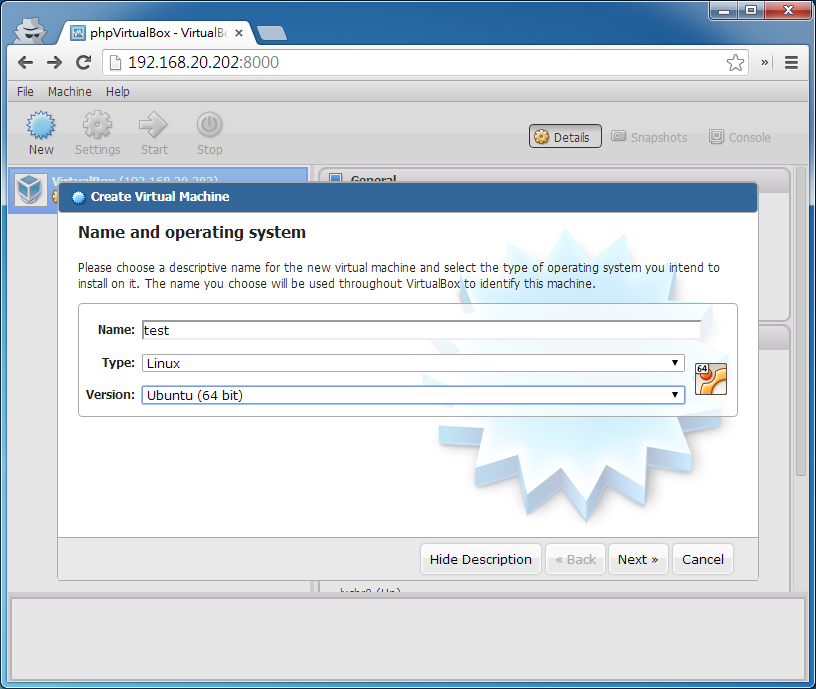 phpVirtualBox - VirtualB
192.168.20.202:8000
File Machine Help
New Settings Start Stop
Details Snapshots Console
VirtualBox (192.168.20.202)
General
Create Virtual Machine
Name and operating system
Please choose a descriptive name for the new virtual machine and select the type of operating system you intend to
install on it. The name you choose will be used throughout VirtualBox to identify this machine.
Name: test
Type: Linux
64
Version: Ubuntu (64 bit)
Hide Description « Back Next » Cancel